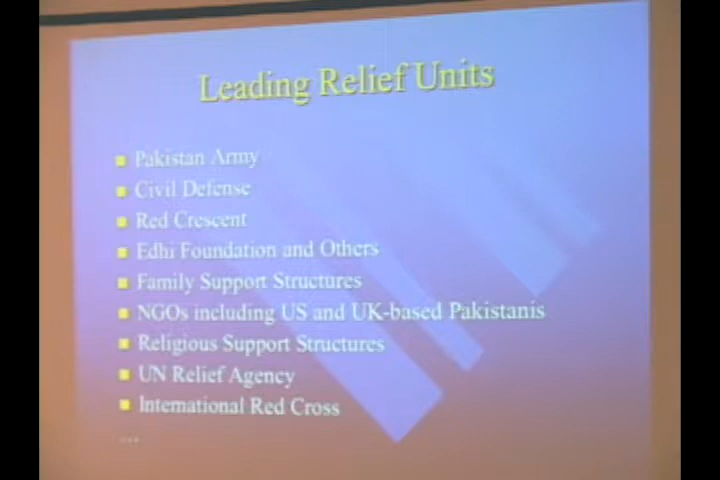 Leading Relief Units
Pakistan Army
Civil Defense
Red Crescent
Edhi Foundation and Others
Family Support Structures
NGOs including US and UK-based Pakistanis
Religious Support Structures
UN Relief Agency
International Red Cross
...